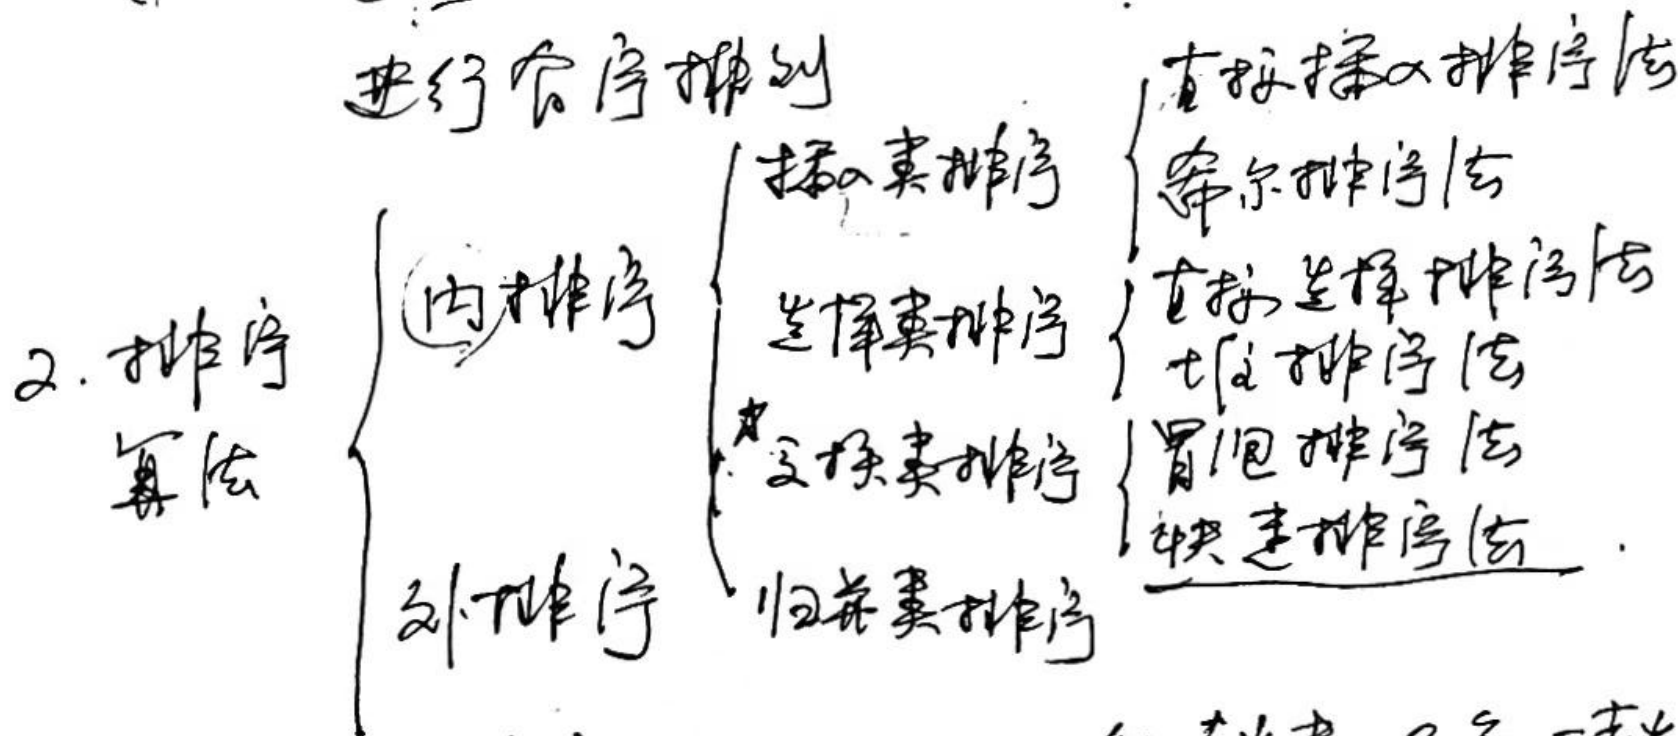 进行有序排列
2. 排序算法
内排序
插入类排序
直接插入排序法
希尔排序法
选择类排序
直接选择排序法
堆排序法
交换类排序
冒泡排序法
快速排序法
归并类排序
外排序